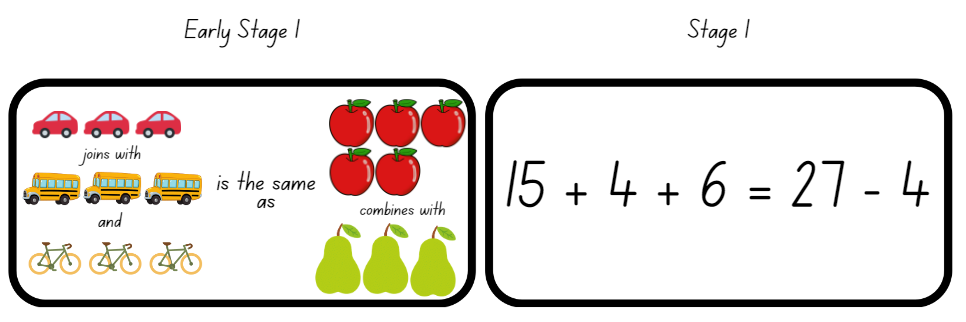 Early Stage 1
Stage 1
joins with
and
is the same
as
combines with
15 + 4 + 6 = 27 - 4